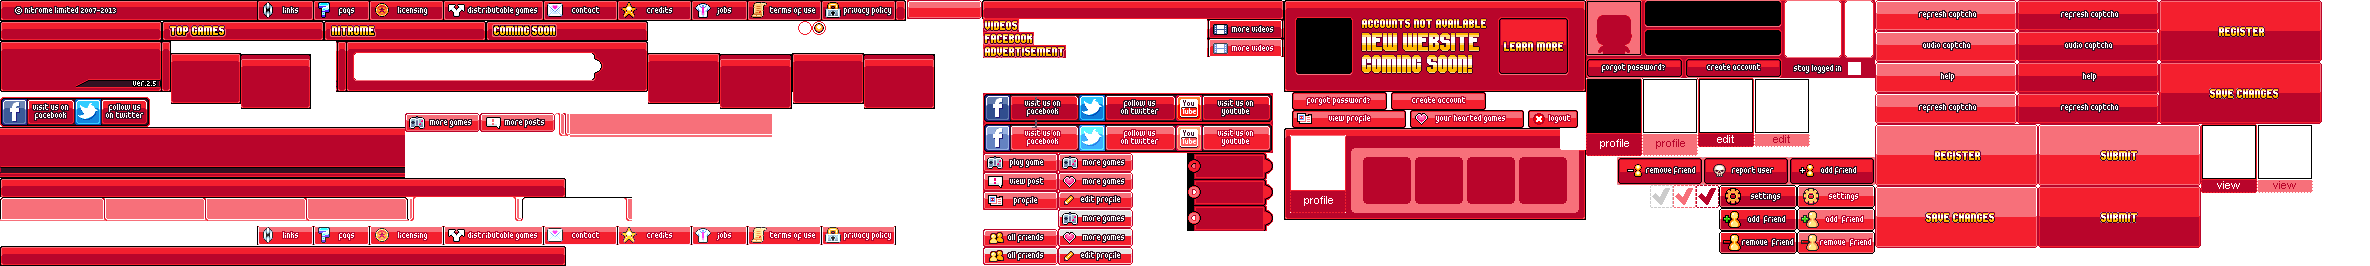 © nitrome limited 2007-2013
links
faqs
licensing
distributable games
contact
credits
jobs
terms of use
privacy policy
TOP GAMES
NITROME
COMING SOON
ver.2.5
visit us on
facebook
follow us
on twitter
more games
more posts
links
faqs
licensing
distributable games
contact
credits
jobs
terms of use
privacy policy
VIDEOS
FACEBOOK
ADVERTISEMENT
more videos
more videos
visit us on
facebook
follow us
on twitter
You
Tube
visit us on
youtube
visit us on
facebook
follow us
on twitter
You
Tube
visit us on
youtube
play game
more games
view post
more games
profile
edit profile
more games
all friends
more games
all friends
edit profile
ACCOUNTS NOT AVAILABLE
NEW WEBSITE
COMING SOON!
LEARN MORE
forgot password?
create account
view profile
your hearted games
logout
profile
forgot password?
create account
stay logged in
profile
profile
edit
edit
remove friend
report user
add friend
settings
settings
add friend
add friend
remove friend
remove friend
refresh captcha
refresh captcha
REGISTER
audio captcha
audio captcha
help
help
SAVE CHANGES
refresh captcha
refresh captcha
REGISTER
SUBMIT
view
view
SAVE CHANGES
SUBMIT